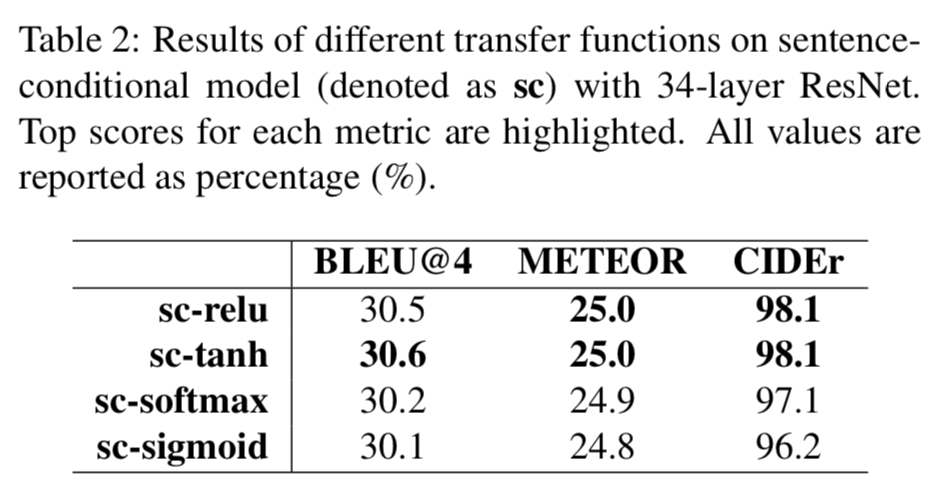 Table 2: Results of different transfer functions on sentence-
conditional model (denoted as sc) with 34-layer ResNet.
Top scores for each metric are highlighted. All values are
reported as percentage (%).
BLEU@4 METEOR CIDEr
sc-relu 30.5 25.0 98.1
sc-tanh 30.6 25.0 98.1
sc-softmax 30.2 24.9 97.1
sc-sigmoid 30.1 24.8 96.2